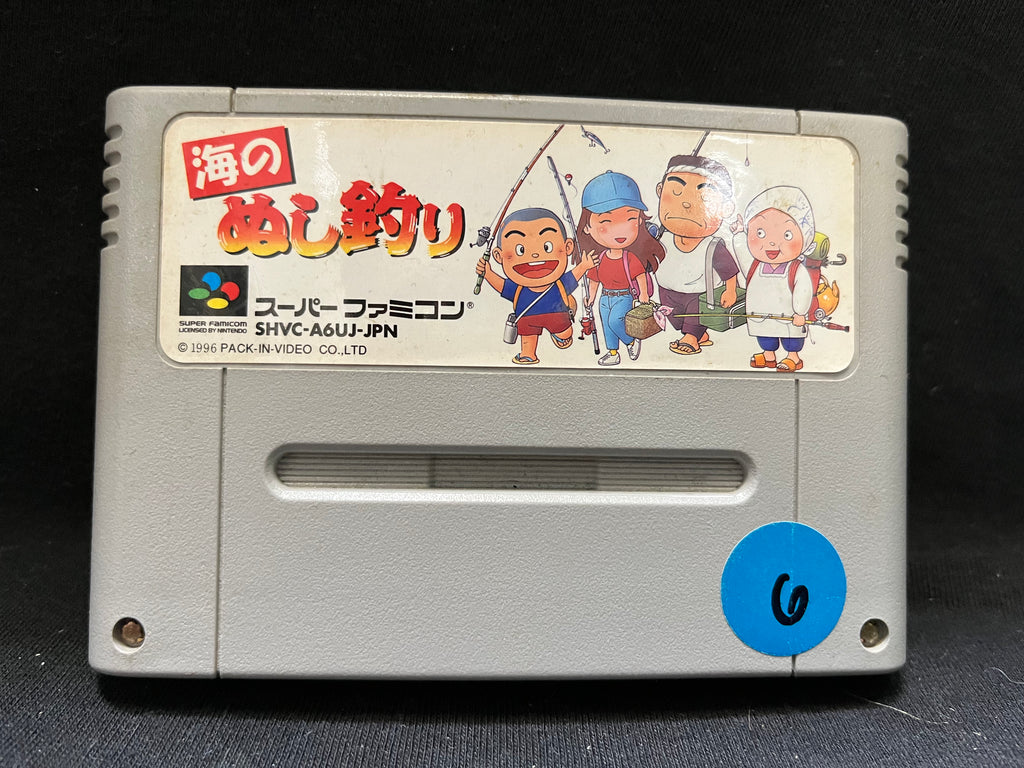 海の
ぬし釣り
SUPER FAMICOM
LICENSED BY NINTENDO
スーパーファミコン®
SHVC-A6UJ-JPN
© 1996 PACK-IN-VIDEO CO.,LTD
6